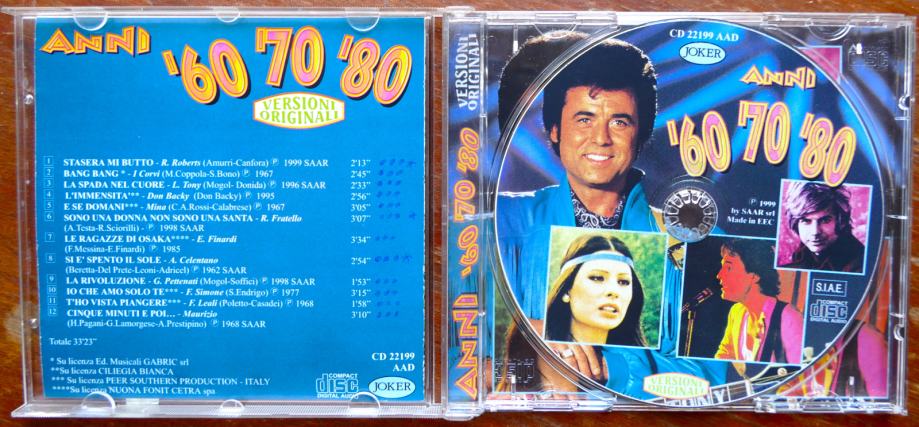 ANNI
'60 '70 '80
VERSIONI
ORIGINALI
1 STASERA MI BUTTO - R. Roberts (Amurri-Canfora) ℗ 1999 SAAR 2'13"
2 BANG BANG * - I Corvi (M.Coppola-S.Bono) ℗ 1967 2'45"
3 LA SPADA NEL CUORE - L. Tony (Mogol- Donida) ℗ 1996 SAAR 2'33"
4 L'IMMENSITA'** - Don Backy (Don Backy) ℗ 1995 2'56"
5 E SE DOMANI*** - Mina (C.A.Rossi-Calabrese) ℗ 1967 3'05"
6 SONO UNA DONNA NON SONO UNA SANTA - R. Fratello 3'07"
(A.Testa-R.Sciorilli) - ℗ 1998 SAAR
7 LE RAGAZZE DI OSAKA**** - E. Finardi 3'34"
(F.Messina-E.Finardi) - ℗ 1985
8 SI E' SPENTO IL SOLE - A. Celentano 2'54"
(Beretta-Del Prete-Leoni-Adricel) ℗ 1962 SAAR
9 LA RIVOLUZIONE - G. Pettenati (Mogol-Soffici) ℗ 1998 SAAR 1'53"
10 IO CHE AMO SOLO TE*** - F. Simone (S.Endrigo) ℗ 1977 3'15"
11 T'HO VISTA PIANGERE*** - F. Leali (Poletto-Casadei) ℗ 1968 1'58"
12 CINQUE MINUTI E POI... - Maurizio 3'10"
(H.Pagani-G.Lamorgese-A.Prestipino) ℗ 1968 SAAR
Totale 33'23"
* Su licenza Ed. Musicali GABRIC srl
**Su licenza CILIEGIA BIANCA
*** Su licenza PEER SOUTHERN PRODUCTION - ITALY
****Su licenza NUONA FONIT CETRA spa
CD 22199
AAD
COMPACT
disc
DIGITAL AUDIO
JOKER
VERSIONI
ORIGINALI
ANNI '60 '70 '80
CD 22199 AAD
JOKER
ANNI
'60 '70 '80
℗ 1999
by SAAR srl
Made in EEC
S.I.A.E.
COMPACT
disc
DIGITAL AUDIO
VERSIONI
ORIGINALI